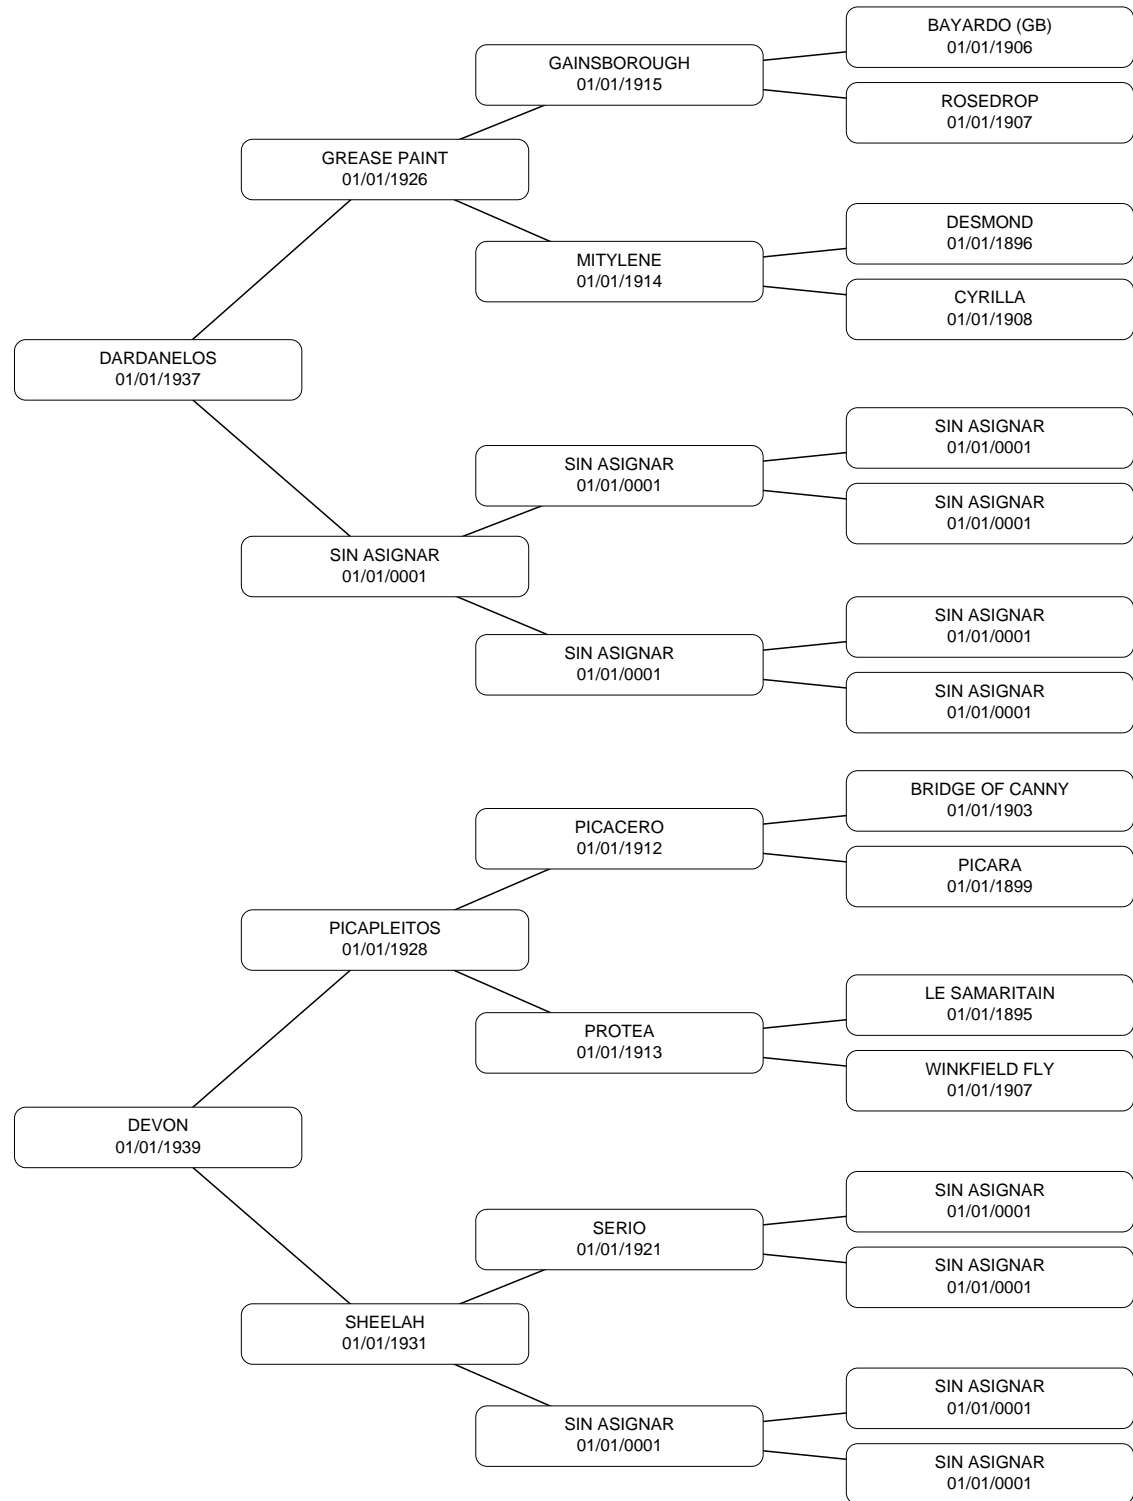 BAYARDO (GB)
01/01/1906
GAINSBOROUGH
01/01/1915
ROSEDROP
01/01/1907
GREASE PAINT
01/01/1926
DESMOND
01/01/1896
MITYLENE
01/01/1914
CYRILLA
01/01/1908
DARDANELOS
01/01/1937
SIN ASIGNAR
01/01/0001
SIN ASIGNAR
01/01/0001
SIN ASIGNAR
01/01/0001
SIN ASIGNAR
01/01/0001
SIN ASIGNAR
01/01/0001
SIN ASIGNAR
01/01/0001
SIN ASIGNAR
01/01/0001
BRIDGE OF CANNY
01/01/1903
PICACERO
01/01/1912
PICARA
01/01/1899
PICAPLEITOS
01/01/1928
LE SAMARITAIN
01/01/1895
PROTEA
01/01/1913
WINKFIELD FLY
01/01/1907
DEVON
01/01/1939
SIN ASIGNAR
01/01/0001
SERIO
01/01/1921
SIN ASIGNAR
01/01/0001
SHEELAH
01/01/1931
SIN ASIGNAR
01/01/0001
SIN ASIGNAR
01/01/0001
SIN ASIGNAR
01/01/0001